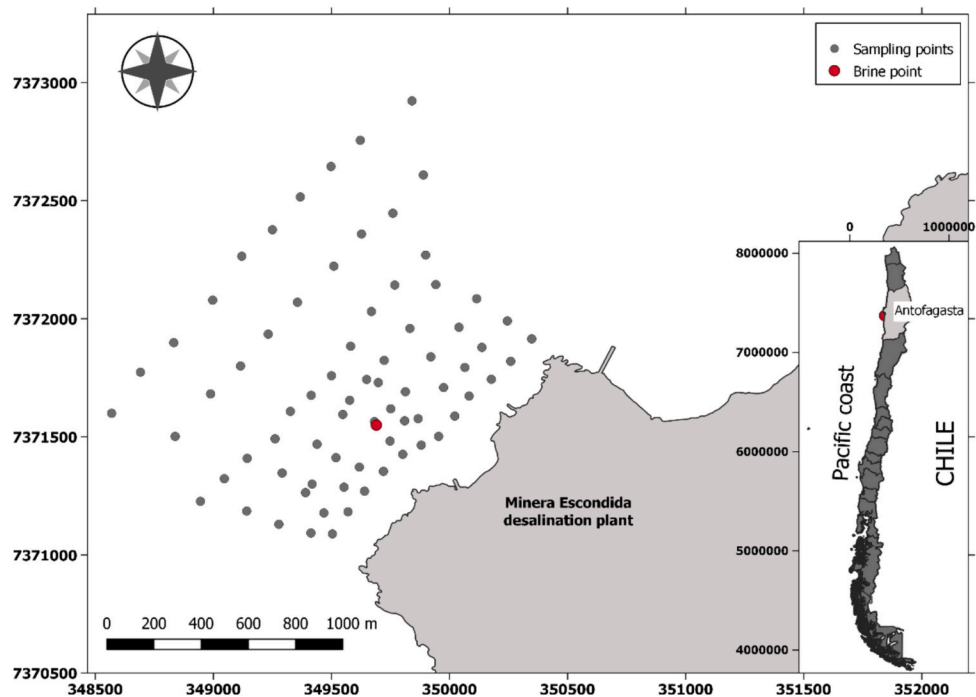 Sampling points
Brine point
7373000
7372500
7372000
7371500
7371000
7370500
0 1000000
8000000
7000000
6000000
5000000
4000000
Antofagasta
Pacific coast
CHILE
Minera Escondida
desalination plant
0 200 400 600 800 1000 m
348500 349000 349500 350000 350500 351000 351500 352000